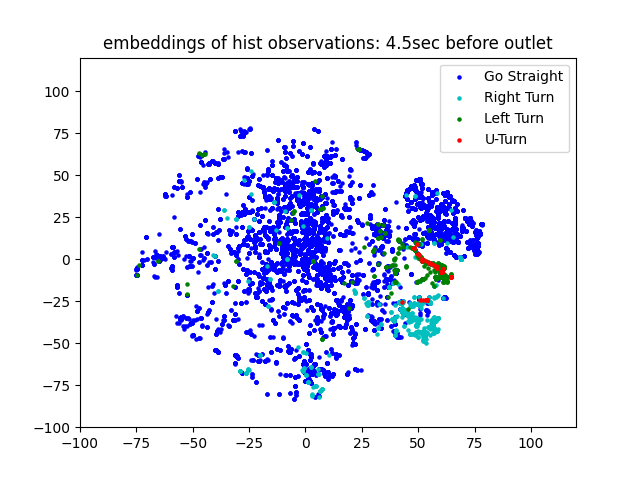 embeddings of hist observations: 4.5sec before outlet
Go Straight
Right Turn
Left Turn
U-Turn
100
75
50
25
0
−25
−50
−75
−100
−100 −75 −50 −25 0 25 50 75 100